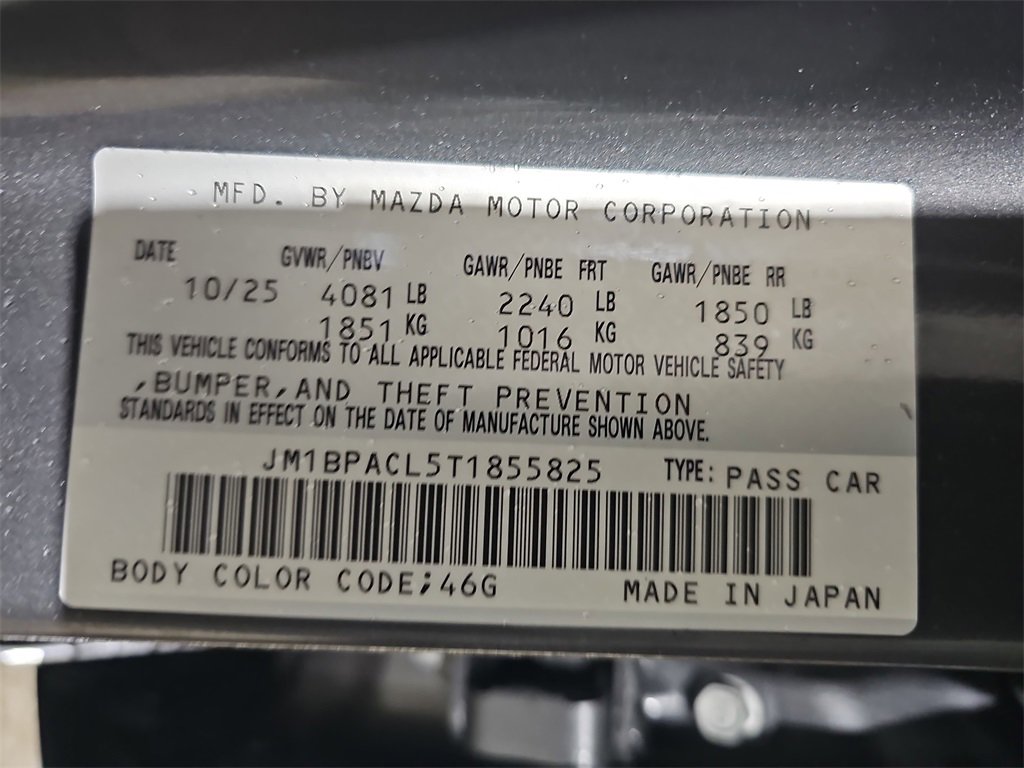 MFD. BY MAZDA MOTOR CORPORATION
DATE GVWR/PNBV GAWR/PNBE FRT GAWR/PNBE RR
10/25 4081 LB 2240 LB 1850 LB
1851 KG 1016 KG 839 KG
THIS VEHICLE CONFORMS TO ALL APPLICABLE FEDERAL MOTOR VEHICLE SAFETY
,BUMPER,AND THEFT PREVENTION
STANDARDS IN EFFECT ON THE DATE OF MANUFACTURE SHOWN ABOVE.
JM1BPACL5T1855825 TYPE: PASS CAR
BODY COLOR CODE;46G MADE IN JAPAN